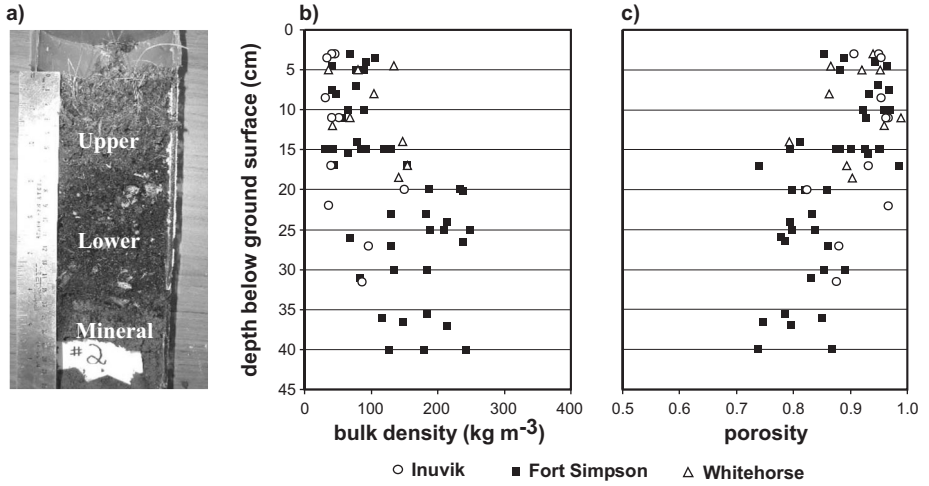 a)
Upper
Lower
Mineral
#2
b)
depth below ground surface (cm)
0
5
10
15
20
25
30
35
40
45
0 100 200 300 400
bulk density (kg m-3)
c)
0.5 0.6 0.7 0.8 0.9 1.0
porosity
Inuvik Fort Simpson Whitehorse